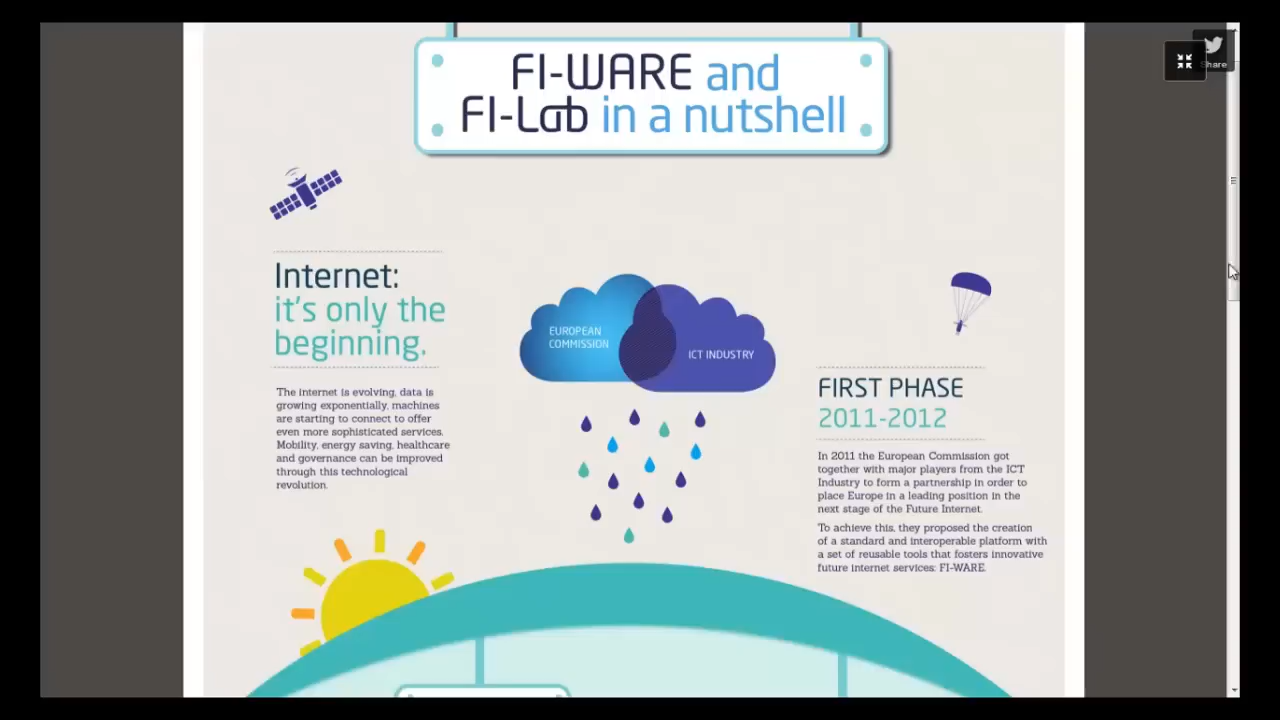 FI-WARE and
FI-Lab in a nutshell
Share
Internet:
it's only the
beginning.
The internet is evolving, data is
growing exponentially, machines
are starting to connect to offer
even more sophisticated services.
Mobility, energy saving, healthcare
and governance can be improved
through this technological
revolution.
EUROPEAN
COMMISSION
ICT INDUSTRY
FIRST PHASE
2011-2012
In 2011 the European Commission got
together with major players from the ICT
Industry to form a partnership in order to
place Europe in a leading position in the
next stage of the Future Internet.
To achieve this, they proposed the creation
of a standard and interoperable platform with
a set of reusable tools that fosters innovative
future internet services: FI-WARE.